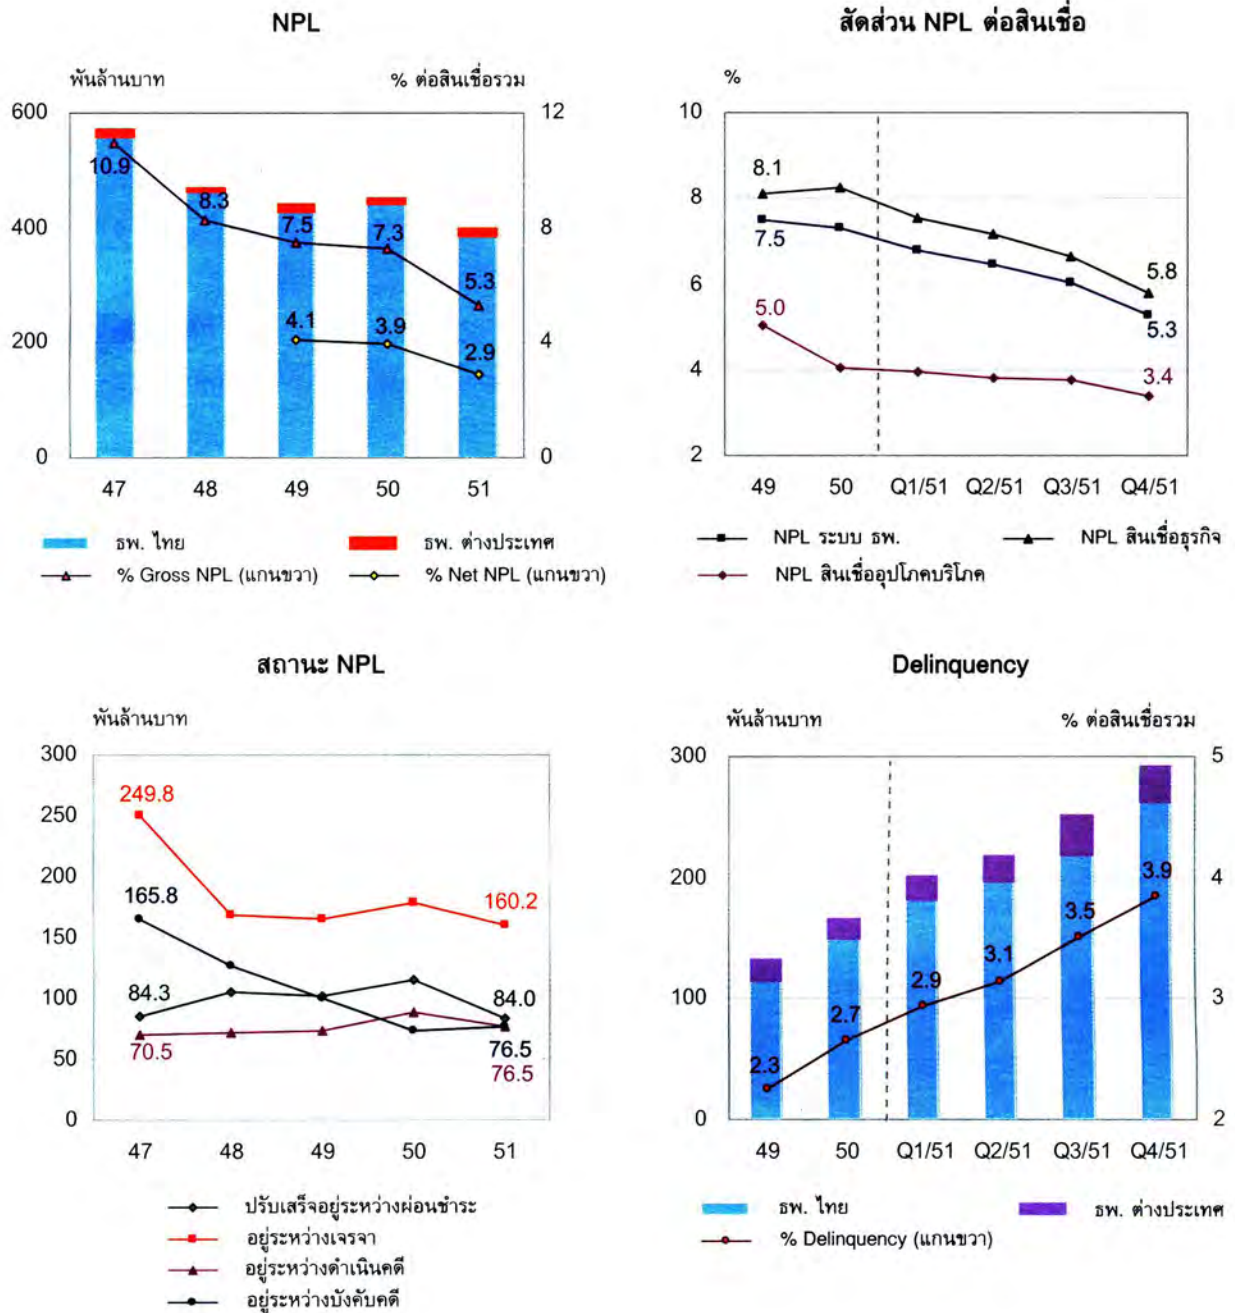 NPL
พันล้านบาท % ต่อสินเชื่อรวม
600 12
10.9 8.3 7.5 7.3 5.3
400 8
4.1 3.9 2.9
200 4
0 0
47 48 49 50 51
ธพ. ไทย ธพ. ต่างประเทศ
% Gross NPL (แกนขวา) % Net NPL (แกนขวา)
สัดส่วน NPL ต่อสินเชื่อ
%
10
8.1
8
7.5
6
5.8
5.3
5.0
4
3.4
2
49 50 Q1/51 Q2/51 Q3/51 Q4/51
NPL ระบบ ธพ. NPL สินเชื่อธุรกิจ
NPL สินเชื่ออุปโภคบริโภค
สถานะ NPL
พันล้านบาท
300
250
249.8
200
165.8
160.2
150
100
84.3 84.0
70.5 76.5
76.5
50
0
47 48 49 50 51
ปรับเสร็จอยู่ระหว่างผ่อนชำระ
อยู่ระหว่างเจรจา
อยู่ระหว่างดำเนินคดี
อยู่ระหว่างบังคับคดี
Delinquency
พันล้านบาท % ต่อสินเชื่อรวม
300 5
200 4
2.3 2.7 2.9 3.1 3.5 3.9
100 3
0 2
49 50 Q1/51 Q2/51 Q3/51 Q4/51
ธพ. ไทย ธพ. ต่างประเทศ
% Delinquency (แกนขวา)